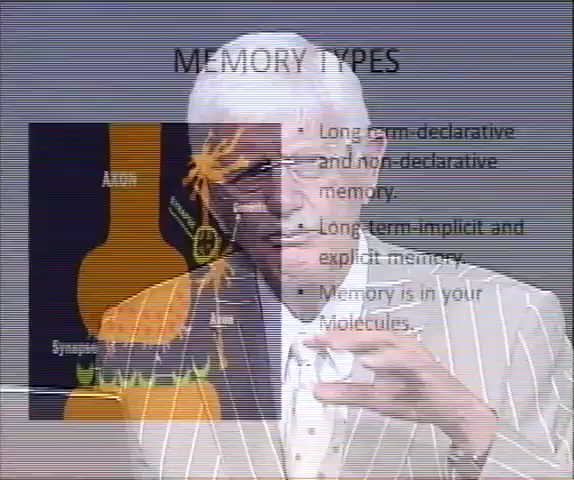 MEMORY TYPES
• Long term-declarative
and non-declarative
memory.
• Long-term-implicit and
explicit memory.
• Memory is in your
Molecules.
AXON
SYNAPSE
Axon
Synapse